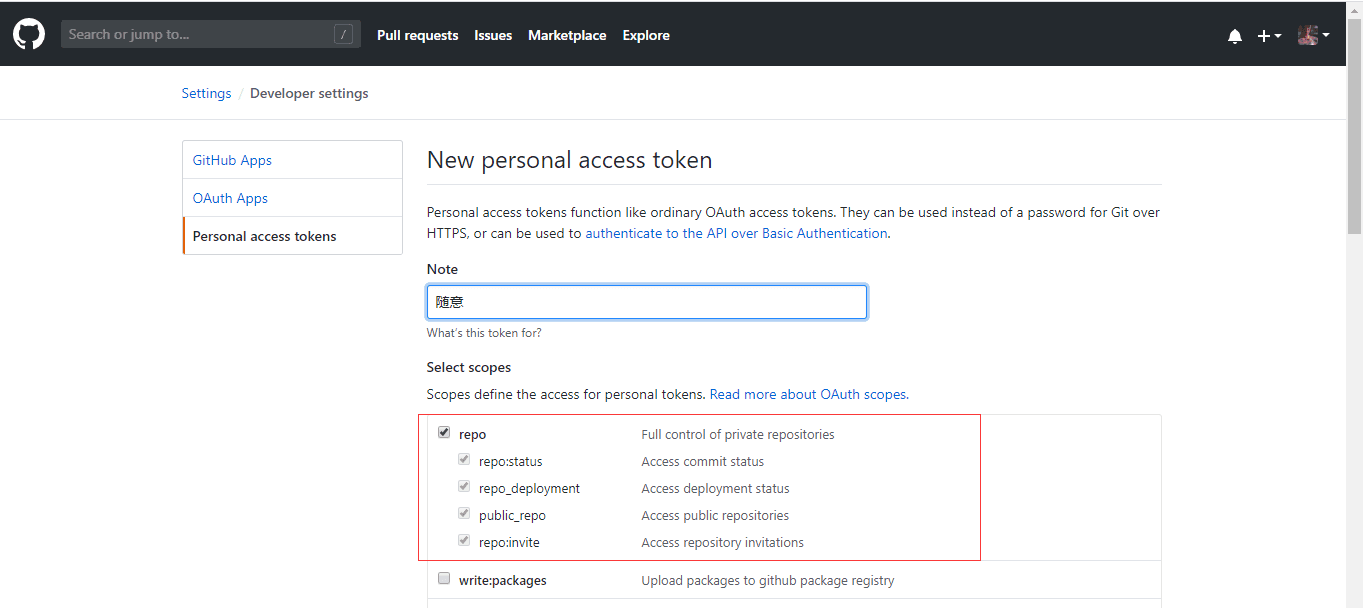 Search or jump to... / Pull requests Issues Marketplace Explore
Settings / Developer settings
GitHub Apps
OAuth Apps
Personal access tokens
New personal access token
Personal access tokens function like ordinary OAuth access tokens. They can be used instead of a password for Git over
HTTPS, or can be used to authenticate to the API over Basic Authentication.
Note
随意
What's this token for?
Select scopes
Scopes define the access for personal tokens. Read more about OAuth scopes.
repo Full control of private repositories
repo:status Access commit status
repo_deployment Access deployment status
public_repo Access public repositories
repo:invite Access repository invitations
write:packages Upload packages to github package registry